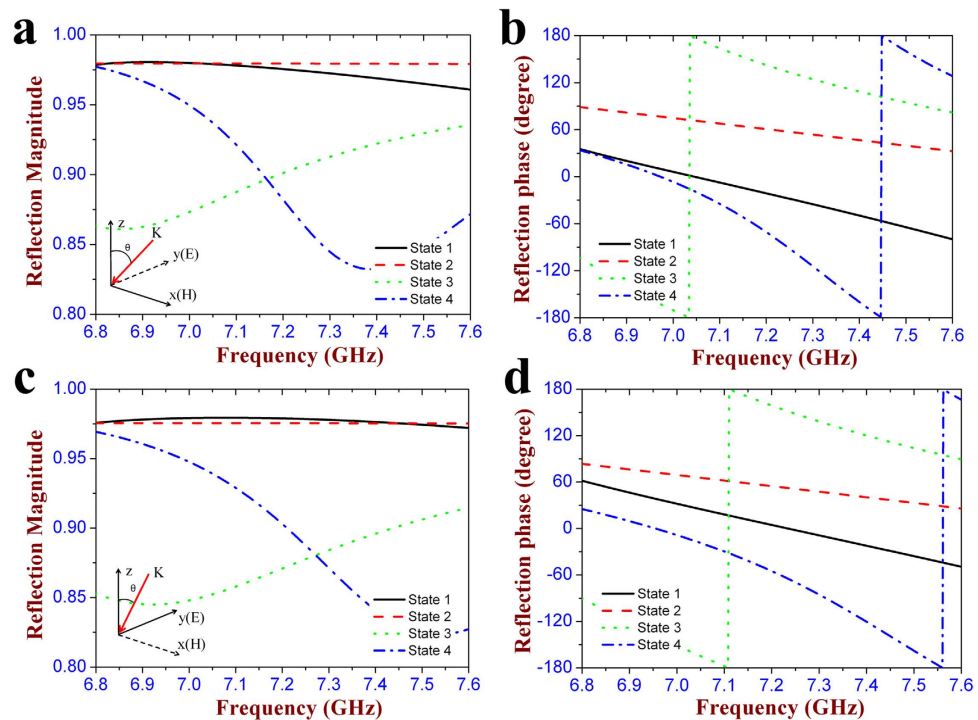 a
1.00
0.95
0.90
0.85
0.80
Reflection Magnitude
z
K
θ
y(E)
x(H)
State 1
State 2
State 3
State 4
6.8 6.9 7.0 7.1 7.2 7.3 7.4 7.5 7.6
Frequency (GHz)
b
180
120
60
0
-60
-120
-180
Reflection phase (degree)
State 1
State 2
State 3
State 4
6.8 6.9 7.0 7.1 7.2 7.3 7.4 7.5 7.6
Frequency (GHz)
c
1.00
0.95
0.90
0.85
0.80
Reflection Magnitude
z
K
θ
y(E)
x(H)
State 1
State 2
State 3
State 4
6.8 6.9 7.0 7.1 7.2 7.3 7.4 7.5 7.6
Frequency (GHz)
d
180
120
60
0
-60
-120
-180
Reflection phase (degree)
State 1
State 2
State 3
State 4
6.8 6.9 7.0 7.1 7.2 7.3 7.4 7.5 7.6
Frequency (GHz)